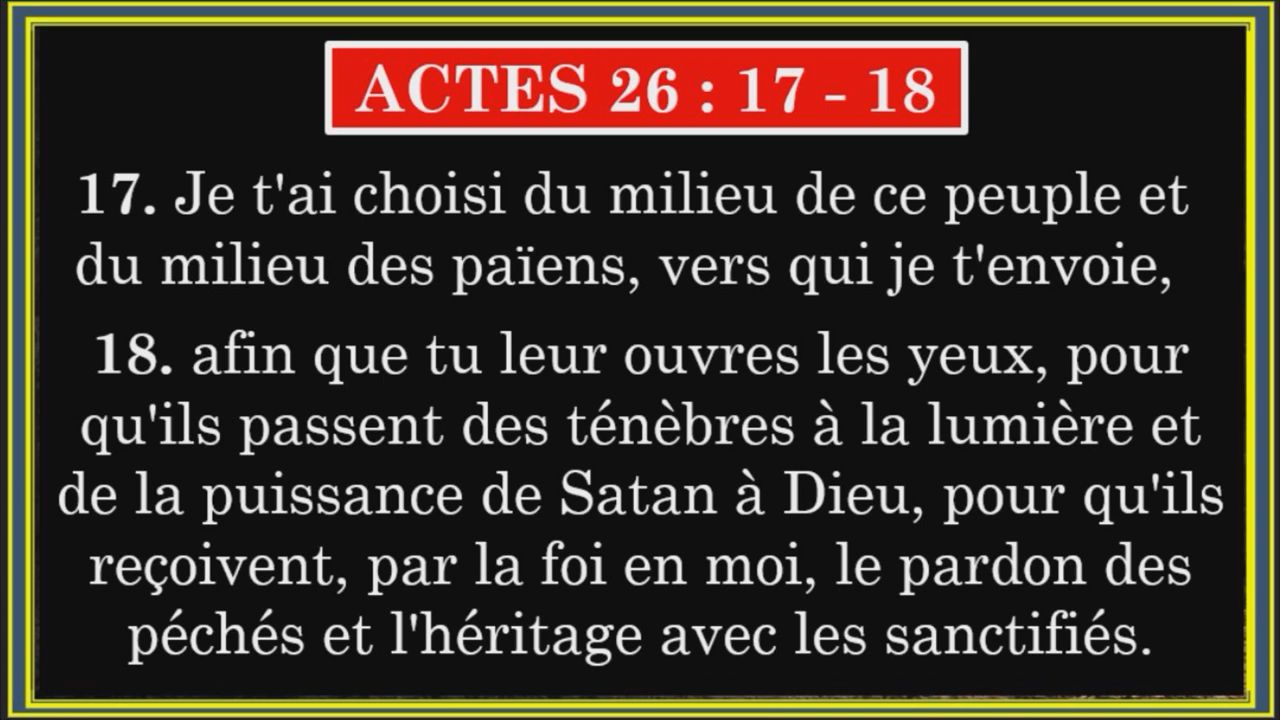 ACTES 26 : 17 - 18
17. Je t'ai choisi du milieu de ce peuple et
du milieu des païens, vers qui je t'envoie,
18. afin que tu leur ouvres les yeux, pour
qu'ils passent des ténèbres à la lumière et
de la puissance de Satan à Dieu, pour qu'ils
reçoivent, par la foi en moi, le pardon des
péchés et l'héritage avec les sanctifiés.